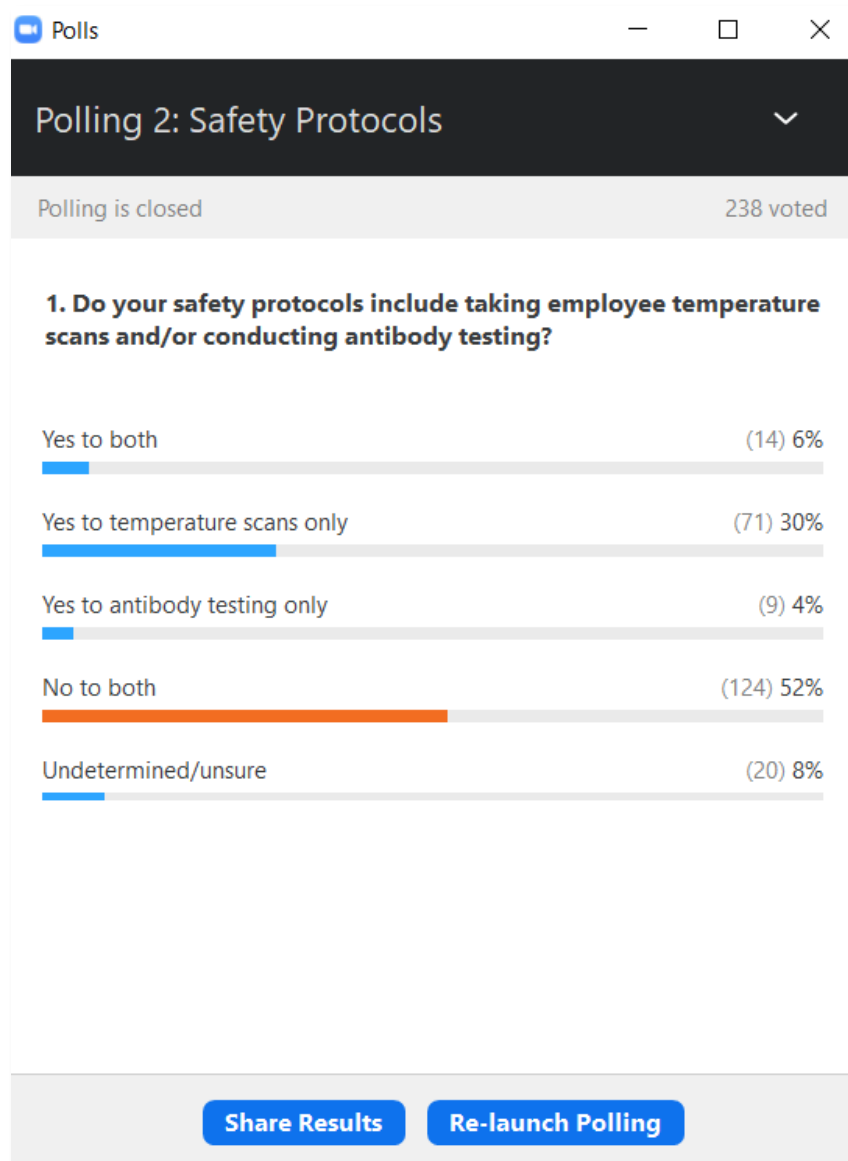 Polls
Polling 2: Safety Protocols
Polling is closed 238 voted
1. Do your safety protocols include taking employee temperature
scans and/or conducting antibody testing?
Yes to both (14) 6%
Yes to temperature scans only (71) 30%
Yes to antibody testing only (9) 4%
No to both (124) 52%
Undetermined/unsure (20) 8%
Share Results Re-launch Polling